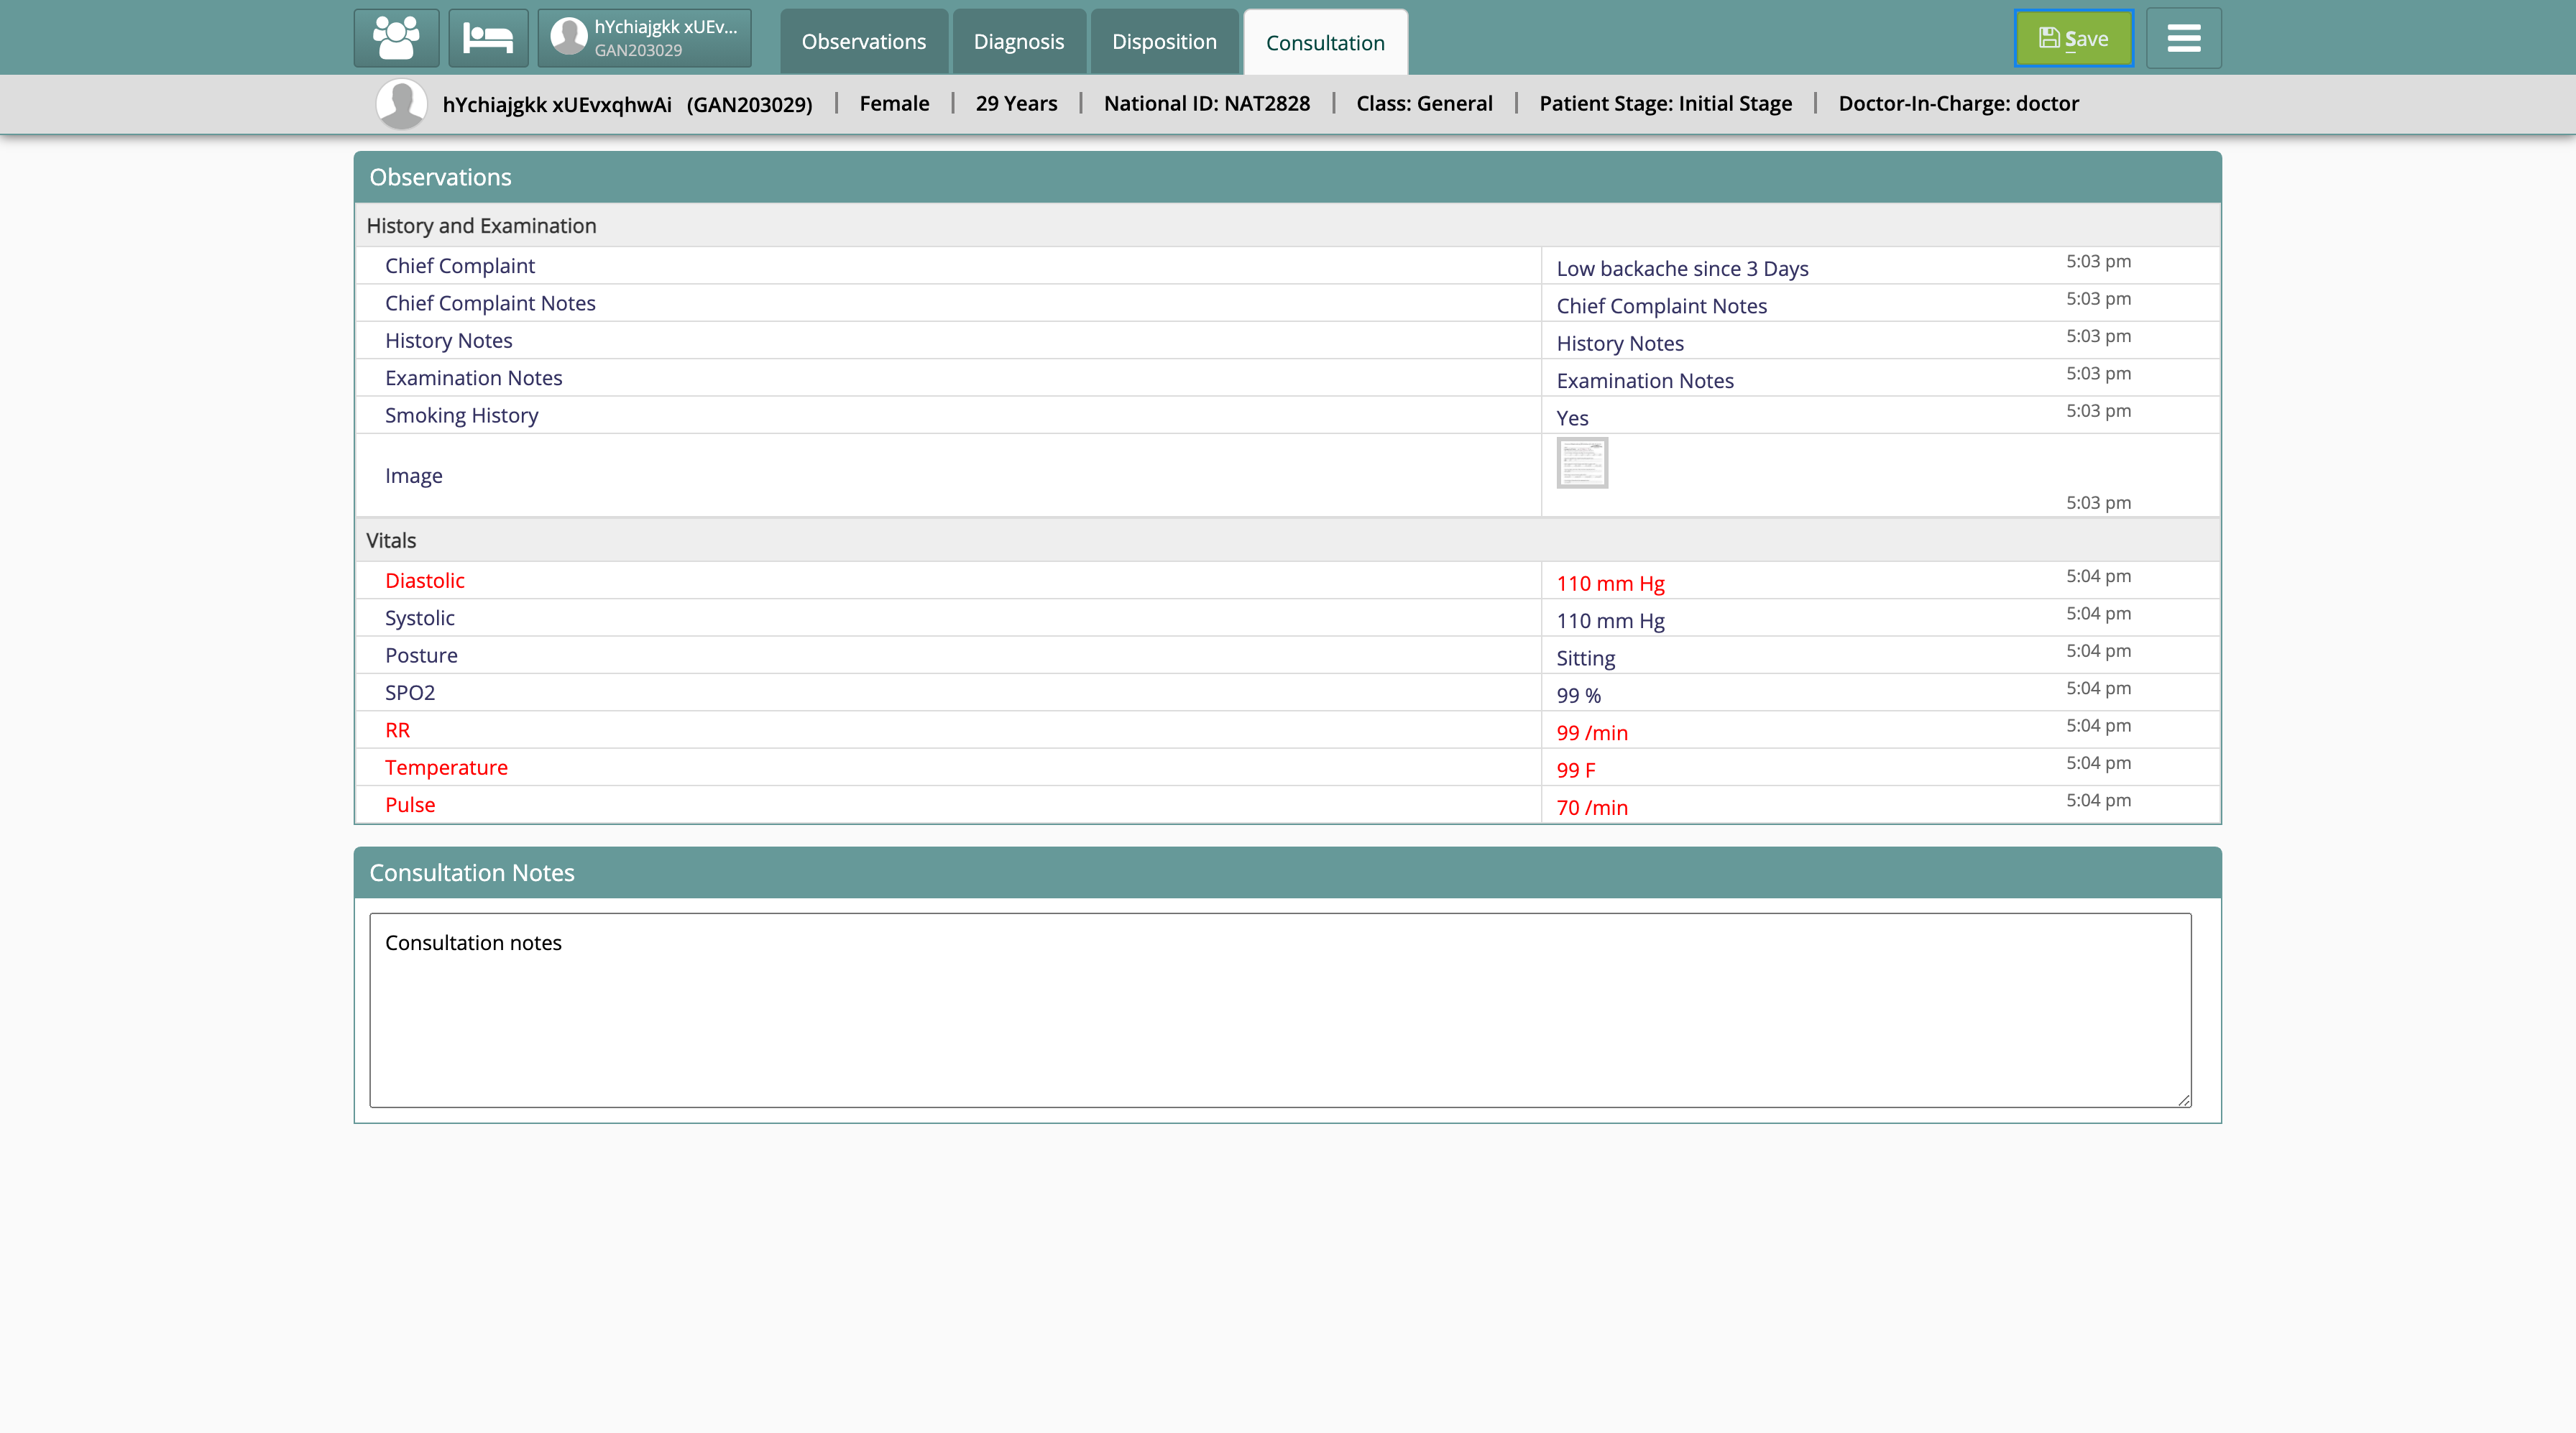 hYchiajgkk xUEv...
GAN203029
Observations
Diagnosis
Disposition
Consultation
Save
hYchiajgkk xUEvxqhwAi (GAN203029) | Female | 29 Years | National ID: NAT2828 | Class: General | Patient Stage: Initial Stage | Doctor-In-Charge: doctor
Observations
History and Examination
Chief Complaint Low backache since 3 Days 5:03 pm
Chief Complaint Notes Chief Complaint Notes 5:03 pm
History Notes History Notes 5:03 pm
Examination Notes Examination Notes 5:03 pm
Smoking History Yes 5:03 pm
Image 5:03 pm
Vitals
Diastolic 110 mm Hg 5:04 pm
Systolic 110 mm Hg 5:04 pm
Posture Sitting 5:04 pm
SPO2 99 % 5:04 pm
RR 99 /min 5:04 pm
Temperature 99 F 5:04 pm
Pulse 70 /min 5:04 pm
Consultation Notes
Consultation notes